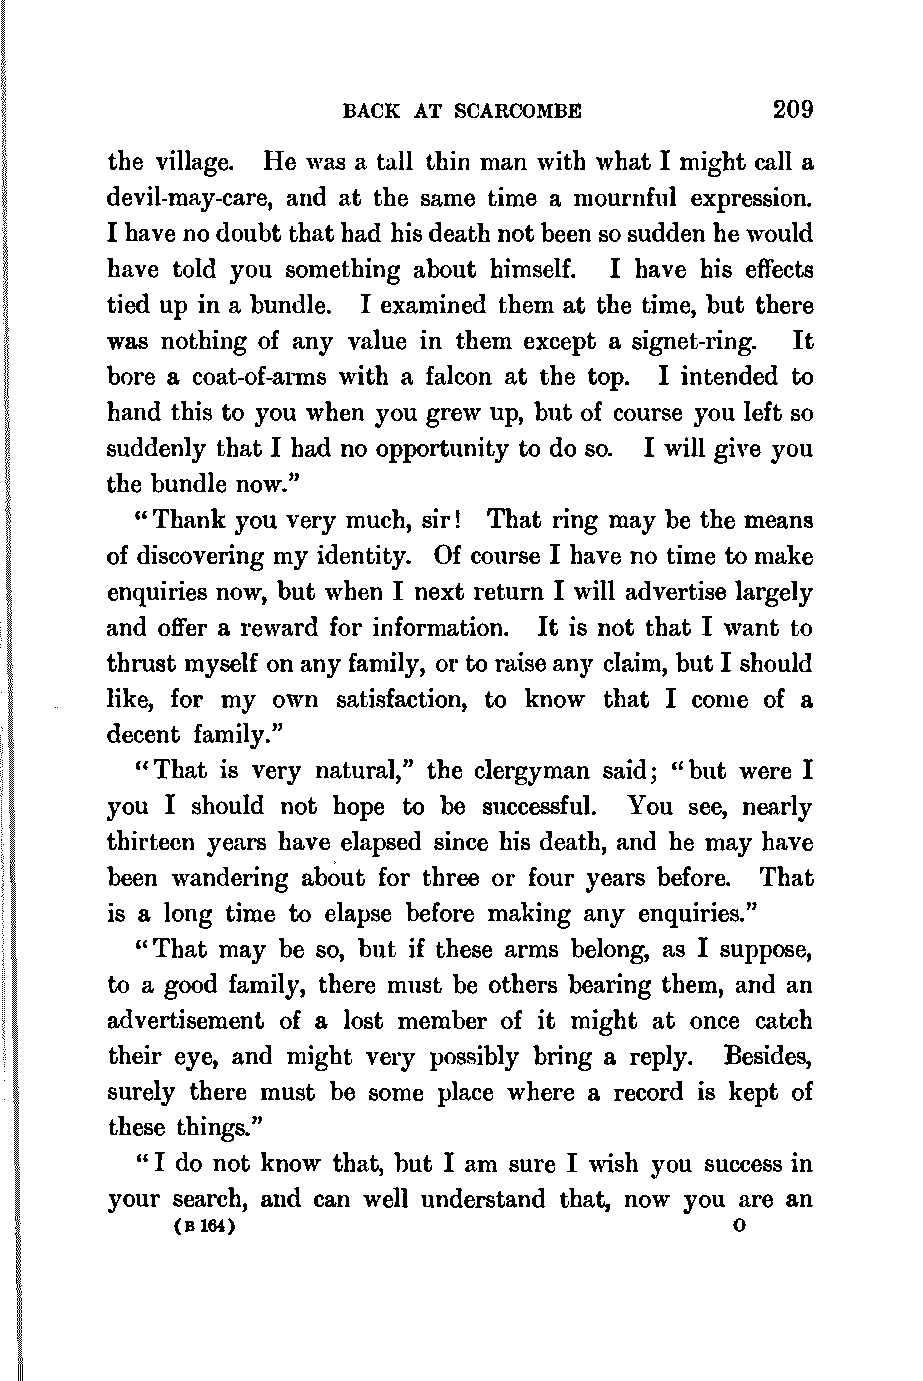 BACK AT SCARCOMBE 209
the village. He was a tall thin man with what I might call a
devil-may-care, and at the same time a mournful expression.
I have no doubt that had his death not been so sudden he would
have told you something about himself. I have his effects
tied up in a bundle. I examined them at the time, but there
was nothing of any value in them except a signet-ring. It
bore a coat-of-arms with a falcon at the top. I intended to
hand this to you when you grew up, but of course you left so
suddenly that I had no opportunity to do so. I will give you
the bundle now.”
“Thank you very much, sir! That ring may be the means
of discovering my identity. Of course I have no time to make
enquiries now, but when I next return I will advertise largely
and offer a reward for information. It is not that I want to
thrust myself on any family, or to raise any claim, but I should
like, for my own satisfaction, to know that I come of a
decent family.”
“That is very natural,” the clergyman said; “but were I
you I should not hope to be successful. You see, nearly
thirteen years have elapsed since his death, and he may have
been wandering about for three or four years before. That
is a long time to elapse before making any enquiries.”
“That may be so, but if these arms belong, as I suppose,
to a good family, there must be others bearing them, and an
advertisement of a lost member of it might at once catch
their eye, and might very possibly bring a reply. Besides,
surely there must be some place where a record is kept of
these things.”
“I do not know that, but I am sure I wish you success in
your search, and can well understand that, now you are an
(B 164) O